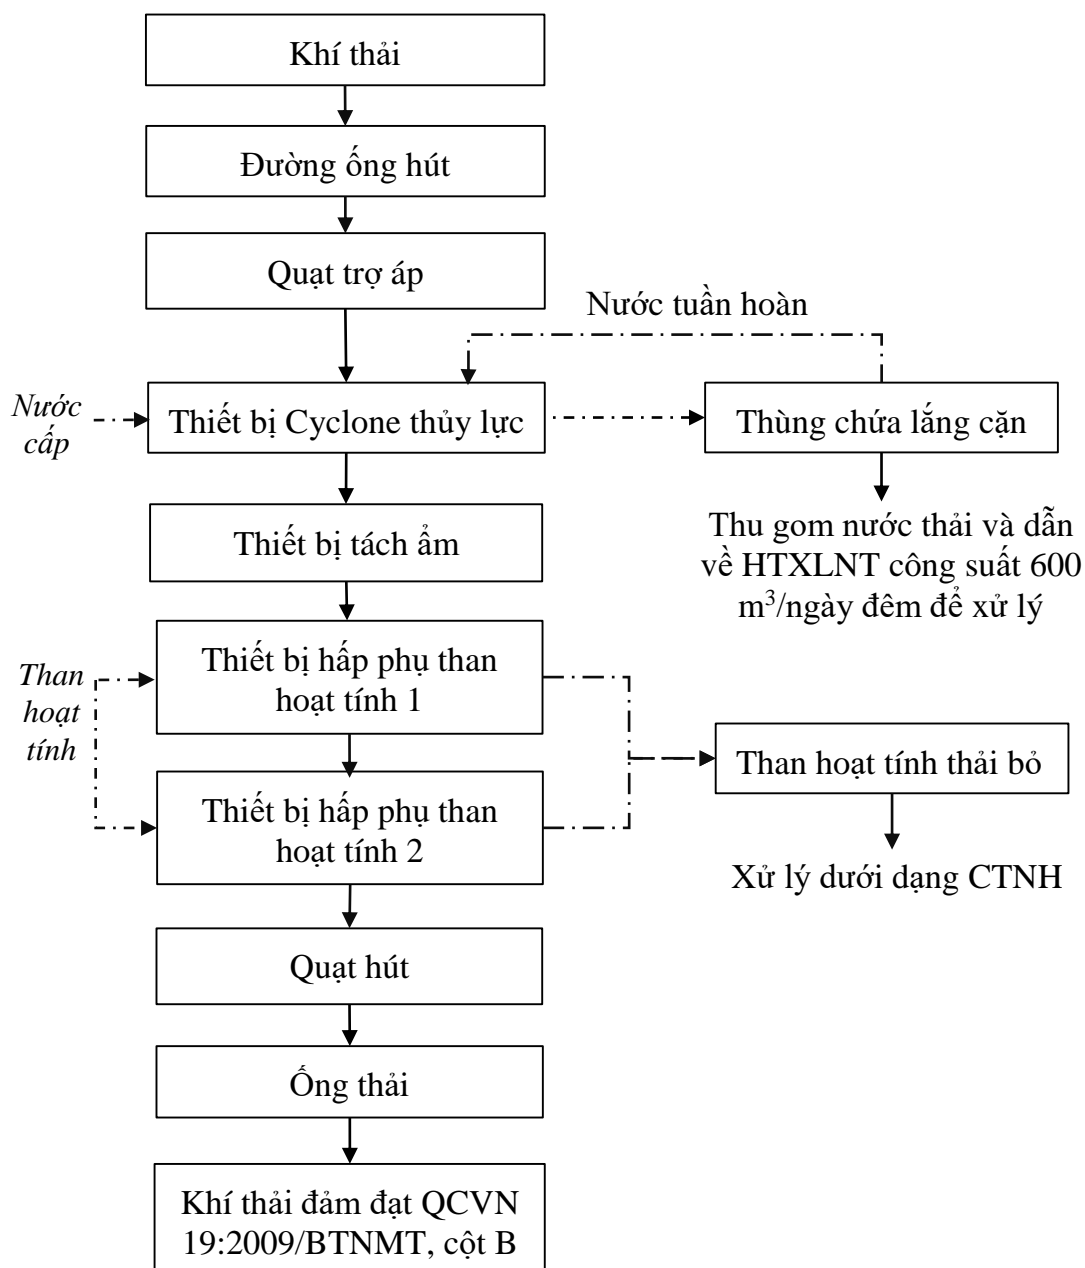 Khí thải
Đường ống hút
Quạt trợ áp
Nước tuần hoàn
Nước
cấp
Thiết bị Cyclone thủy lực
Thùng chứa lắng cặn
Thiết bị tách ẩm
Thu gom nước thải và dẫn
về HTXLNT công suất 600
m³/ngày đêm để xử lý
Than
hoạt
tính
Thiết bị hấp phụ than
hoạt tính 1
Than hoạt tính thải bỏ
Thiết bị hấp phụ than
hoạt tính 2
Xử lý dưới dạng CTNH
Quạt hút
Ống thải
Khí thải đảm đạt QCVN
19:2009/BTNMT, cột B